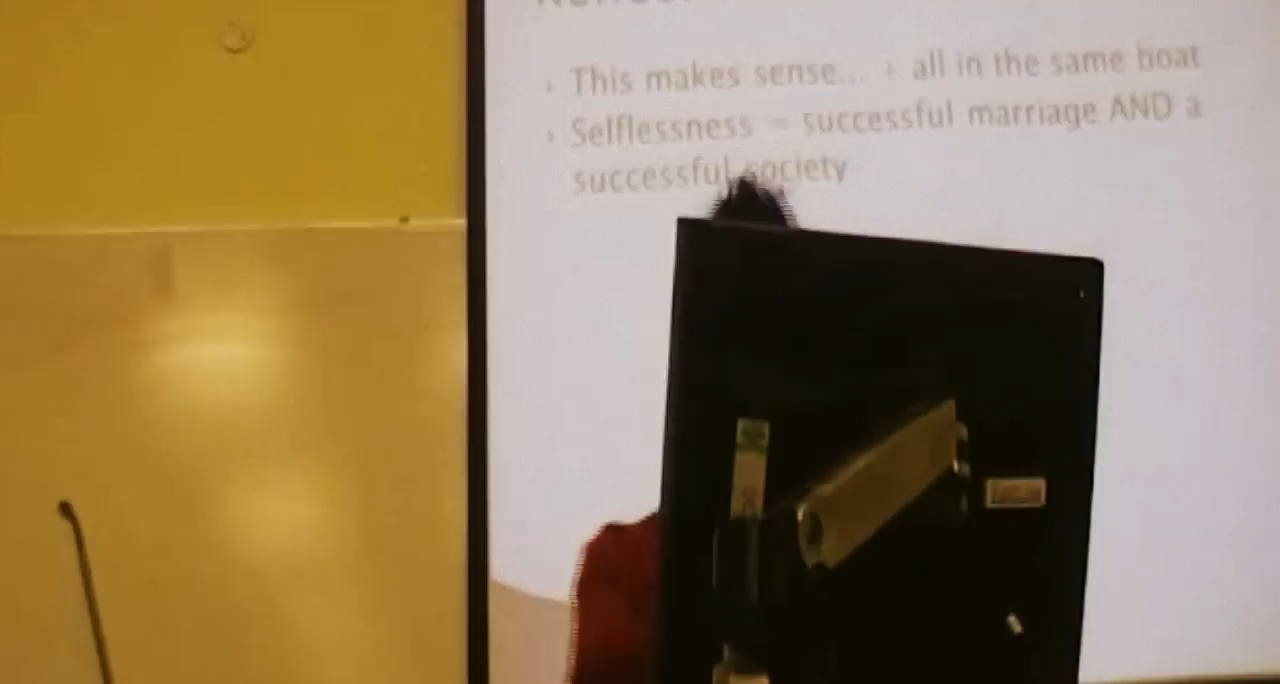 › This makes sense... + all in the same boat
› Selflessness = successful marriage AND a
successful society